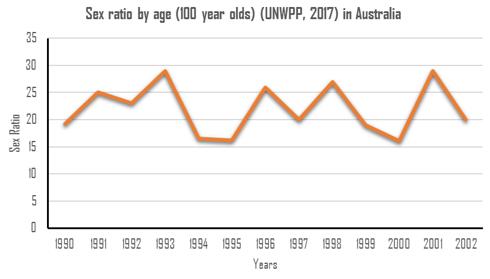 Sex ratio by age (100 year olds) (UNWPP, 2017) in Australia
35
30
25
20
15
10
5
0
Sex Ratio
1990 1991 1992 1993 1994 1995 1996 1997 1998 1999 2000 2001 2002
Years